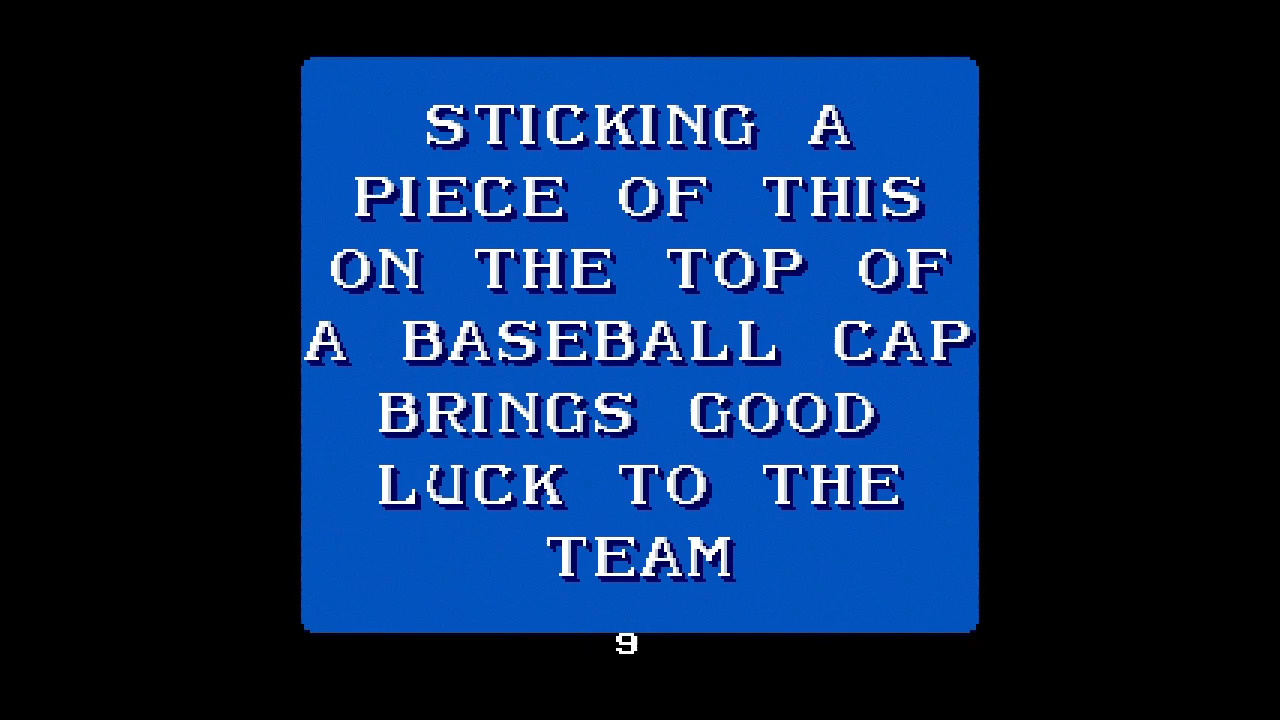 STICKING A
PIECE OF THIS
ON THE TOP OF
A BASEBALL CAP
BRINGS GOOD
LUCK TO THE
TEAM
9